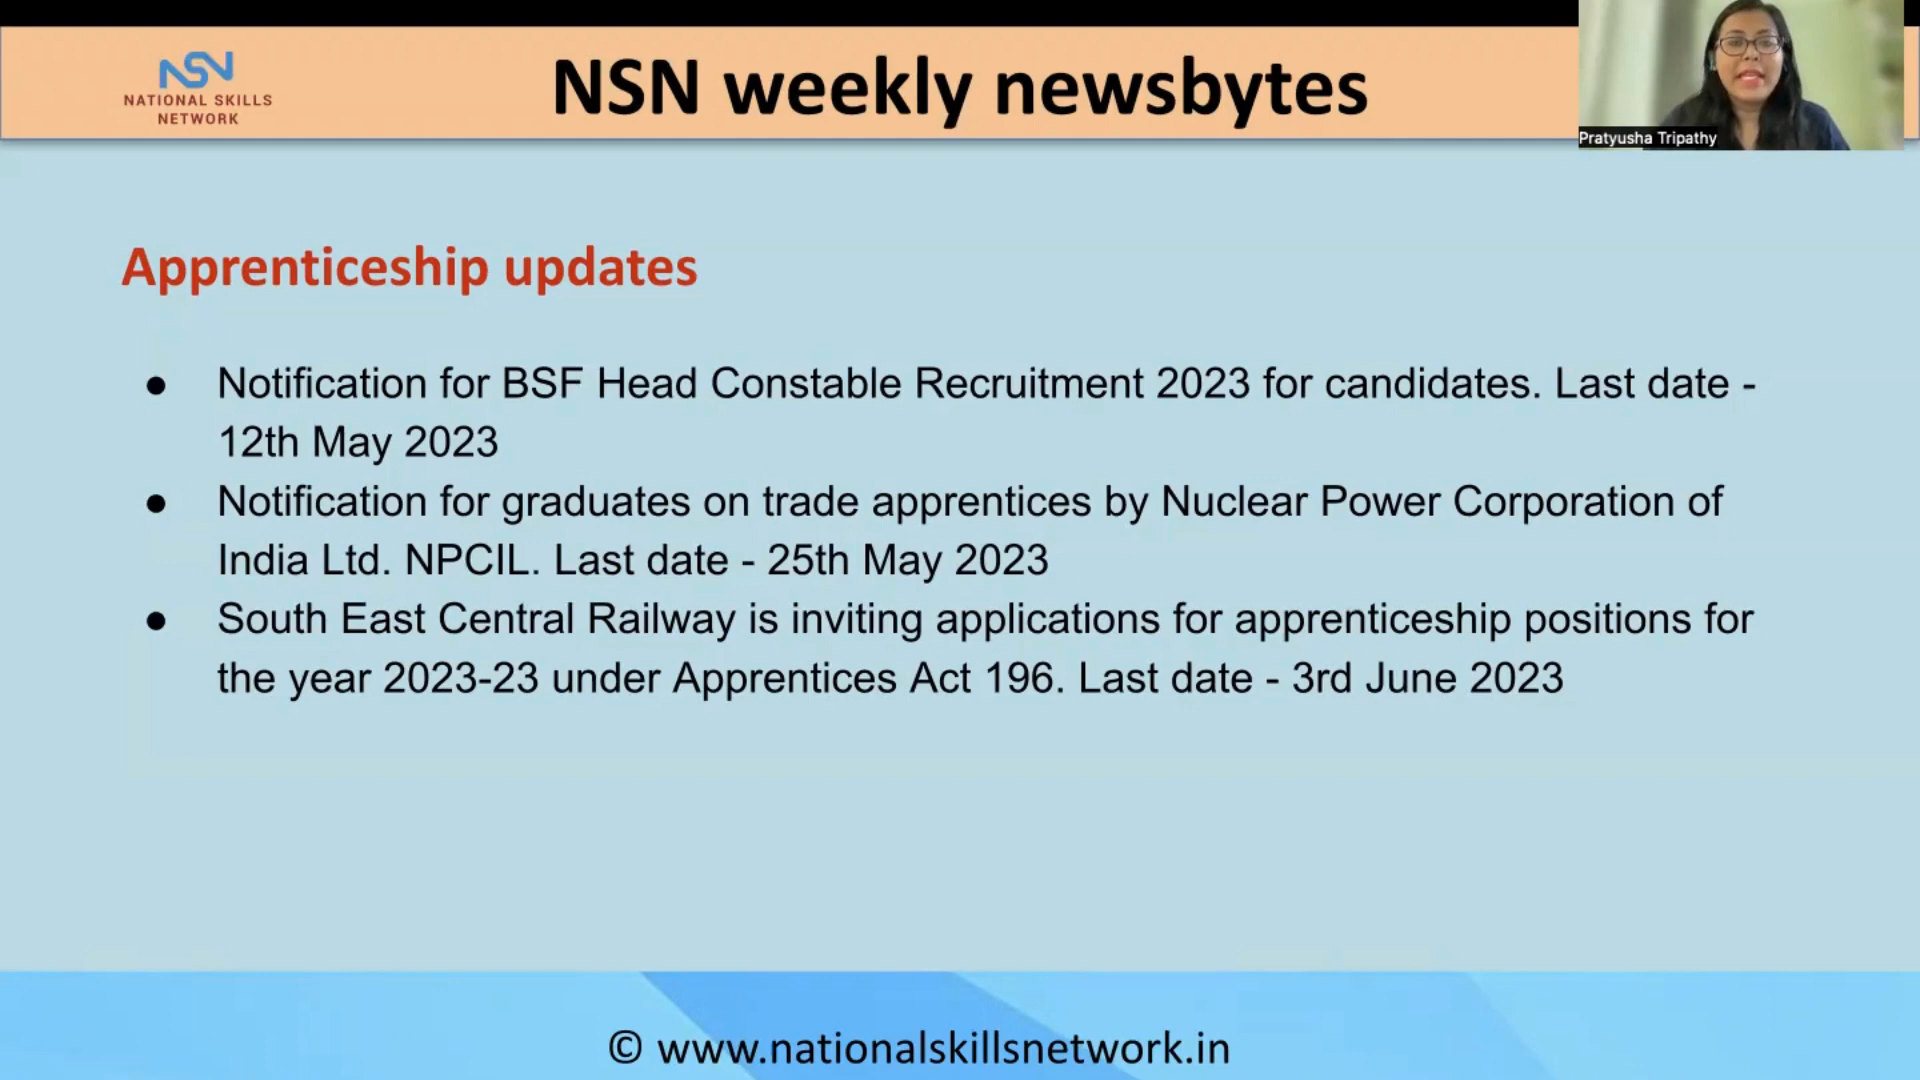 NSN
NATIONAL SKILLS
NETWORK
NSN weekly newsbytes
Pratyusha Tripathy
Apprenticeship updates
● Notification for BSF Head Constable Recruitment 2023 for candidates. Last date -
12th May 2023
● Notification for graduates on trade apprentices by Nuclear Power Corporation of
India Ltd. NPCIL. Last date - 25th May 2023
● South East Central Railway is inviting applications for apprenticeship positions for
the year 2023-23 under Apprentices Act 196. Last date - 3rd June 2023
© www.nationalskillsnetwork.in